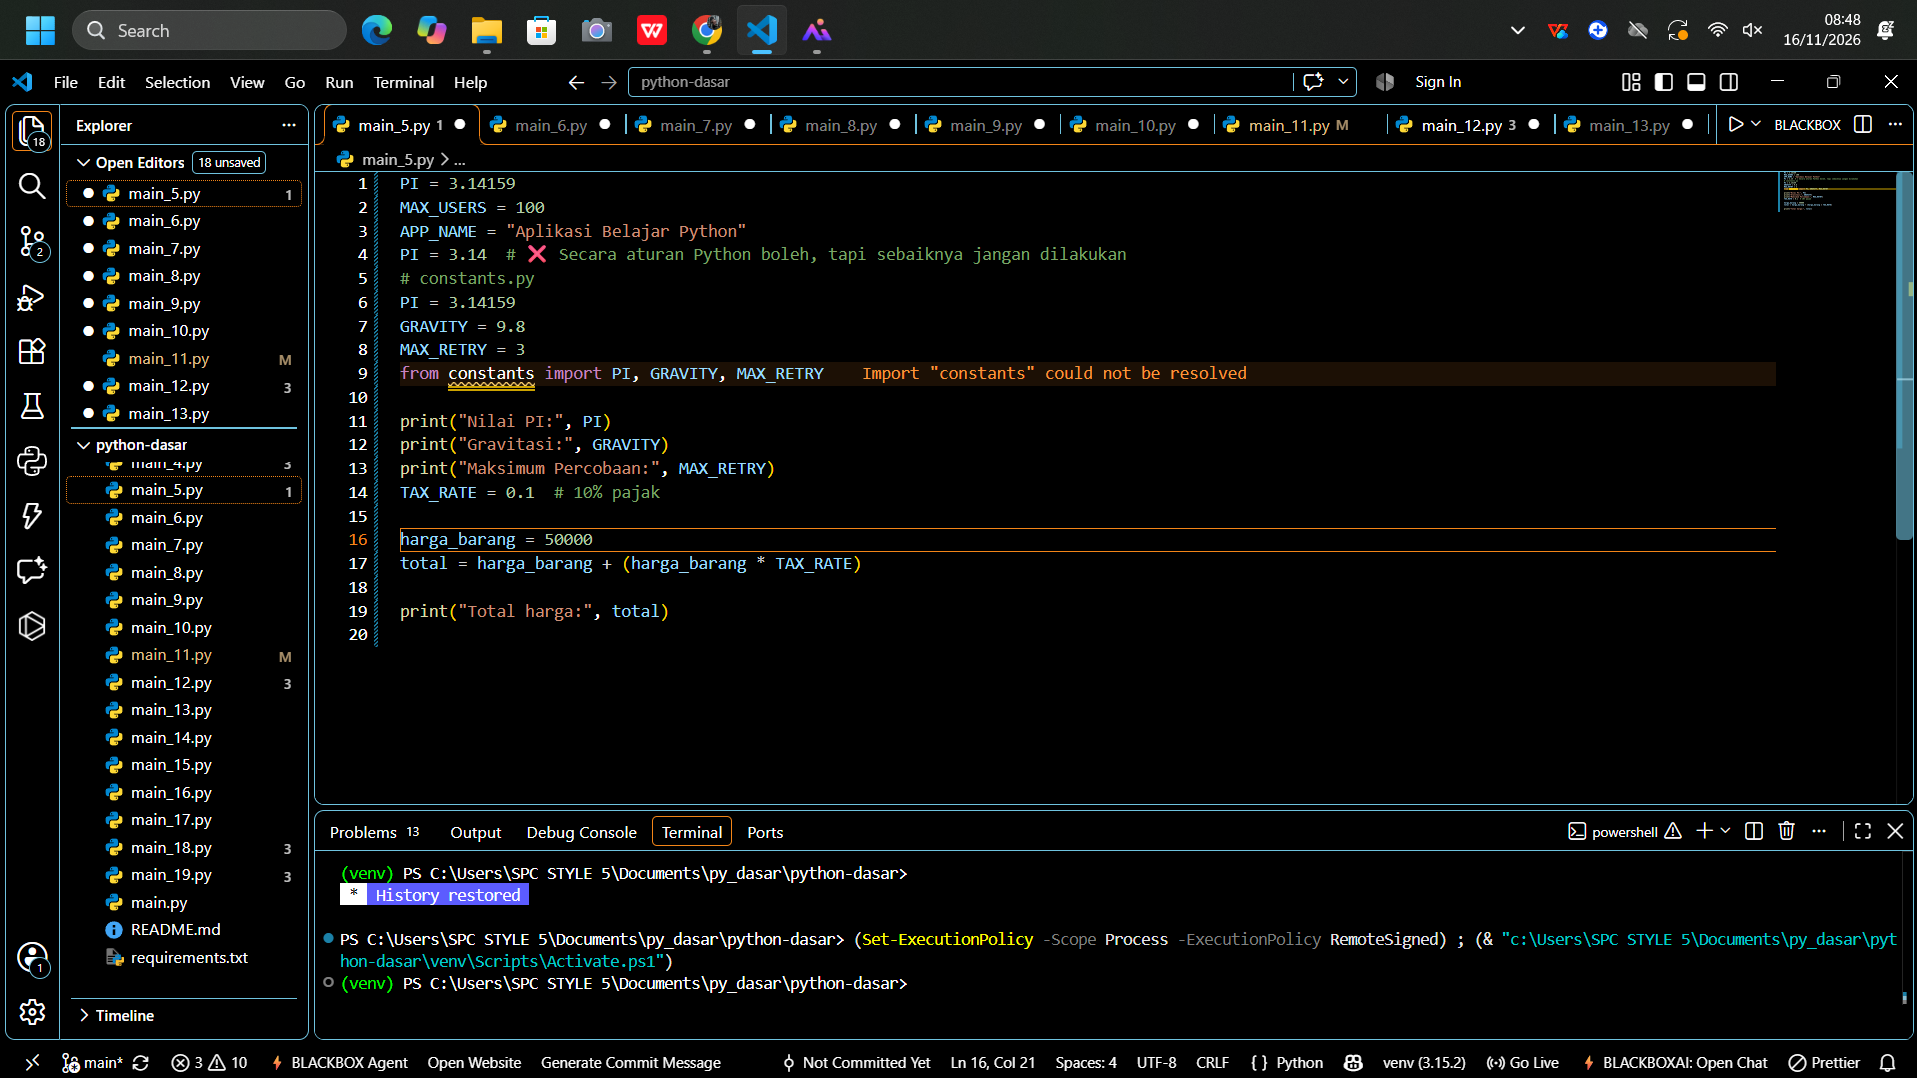 Search
08:48
16/11/2026
File Edit Selection View Go Run Terminal Help
python-dasar
Sign In
Explorer
main_5.py 1
main_6.py
main_7.py
main_8.py
main_9.py
main_10.py
main_11.py M
main_12.py 3
main_13.py
BLACKBOX
18
Open Editors 18 unsaved
main_5.py 1
main_6.py
main_7.py
main_8.py
main_9.py
main_10.py
main_11.py M
main_12.py 3
main_13.py
2
python-dasar
main_4.py 3
main_5.py 1
main_6.py
main_7.py
main_8.py
main_9.py
main_10.py
main_11.py M
main_12.py 3
main_13.py
main_14.py
main_15.py
main_16.py
main_17.py
main_18.py 3
main_19.py 3
main.py
README.md
requirements.txt
1
Timeline
main_5.py > ...
1 PI = 3.14159
2 MAX_USERS = 100
3 APP_NAME = "Aplikasi Belajar Python"
4 PI = 3.14 # ❌ Secara aturan Python boleh, tapi sebaiknya jangan dilakukan
5 # constants.py
6 PI = 3.14159
7 GRAVITY = 9.8
8 MAX_RETRY = 3
9 from constants import PI, GRAVITY, MAX_RETRY Import "constants" could not be resolved
10
11 print("Nilai PI:", PI)
12 print("Gravitasi:", GRAVITY)
13 print("Maksimum Percobaan:", MAX_RETRY)
14 TAX_RATE = 0.1 # 10% pajak
15
16 harga_barang = 50000
17 total = harga_barang + (harga_barang * TAX_RATE)
18
19 print("Total harga:", total)
20
Problems 13 Output Debug Console Terminal Ports
powershell
(venv) PS C:\Users\SPC STYLE 5\Documents\py_dasar\python-dasar>
* History restored
PS C:\Users\SPC STYLE 5\Documents\py_dasar\python-dasar> (Set-ExecutionPolicy -Scope Process -ExecutionPolicy RemoteSigned) ; (& "c:\Users\SPC STYLE 5\Documents\py_dasar\pyt
hon-dasar\venv\Scripts\Activate.ps1")
(venv) PS C:\Users\SPC STYLE 5\Documents\py_dasar\python-dasar>
main* 3 10 BLACKBOX Agent Open Website Generate Commit Message Not Committed Yet Ln 16, Col 21 Spaces: 4 UTF-8 CRLF { } Python venv (3.15.2) Go Live BLACKBOXAI: Open Chat Prettier